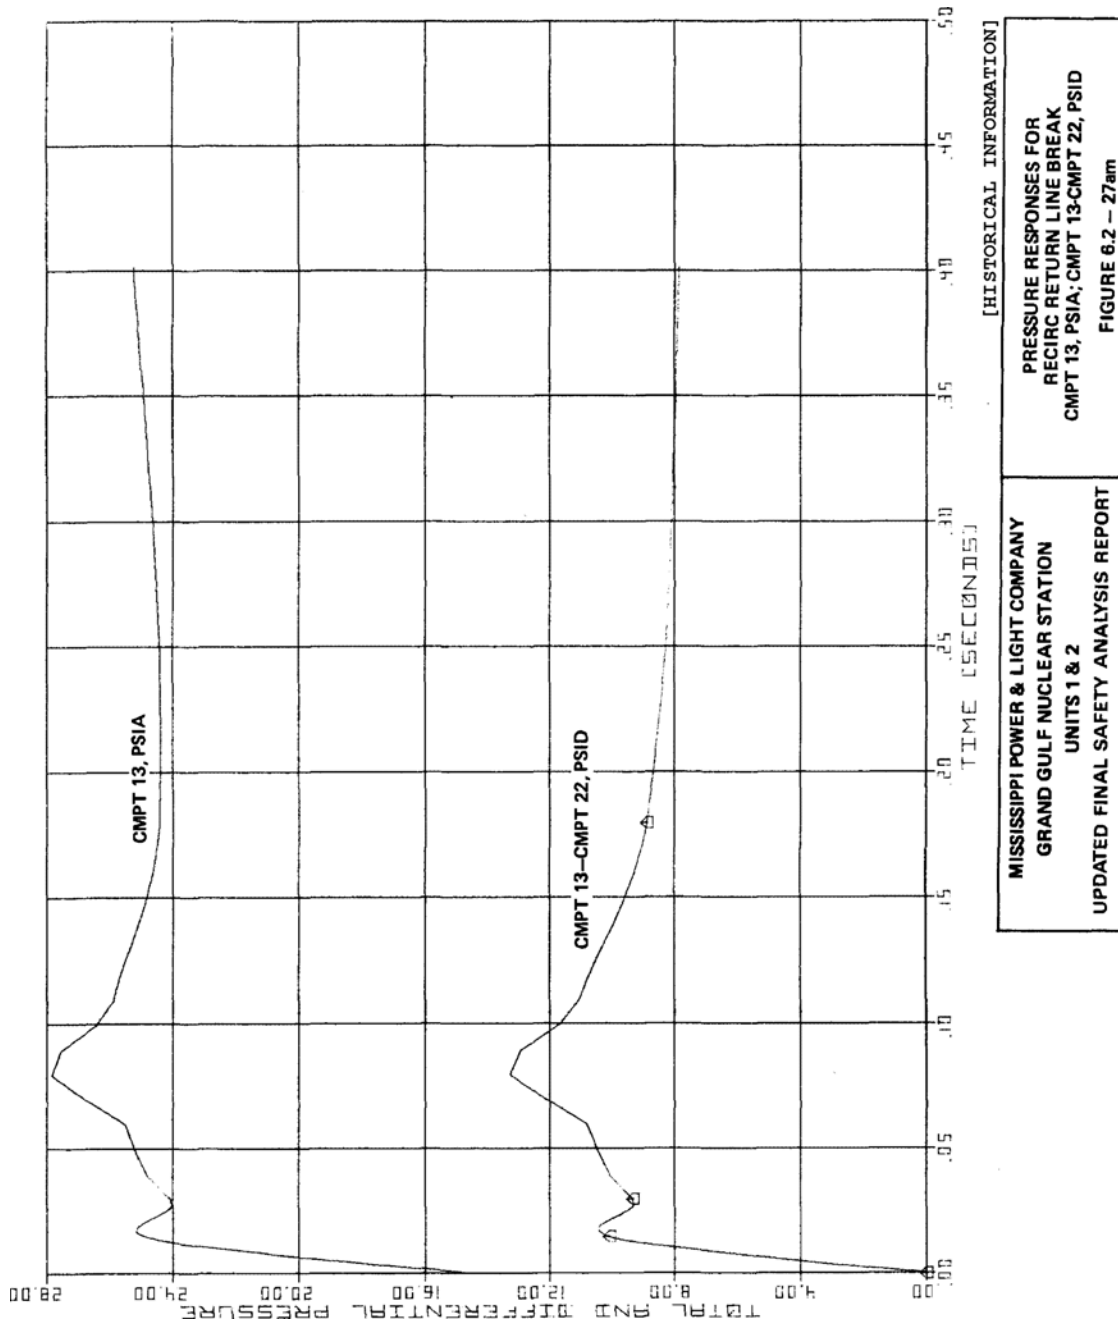 TOTAL AND DIFFERENTIAL PRESSURE
.00
4.00
8.00
12.00
16.00
20.00
24.00
28.00
CMPT 13, PSIA
CMPT 13–CMPT 22, PSID
.00
.05
.10
.15
.20
.25
.30
.35
.40
.45
.50
TIME [SECONDS]
[HISTORICAL INFORMATION]
MISSISSIPPI POWER & LIGHT COMPANY
GRAND GULF NUCLEAR STATION
UNITS 1 & 2
UPDATED FINAL SAFETY ANALYSIS REPORT
PRESSURE RESPONSES FOR
RECIRC RETURN LINE BREAK
CMPT 13, PSIA; CMPT 13-CMPT 22, PSID
FIGURE 6.2 – 27am